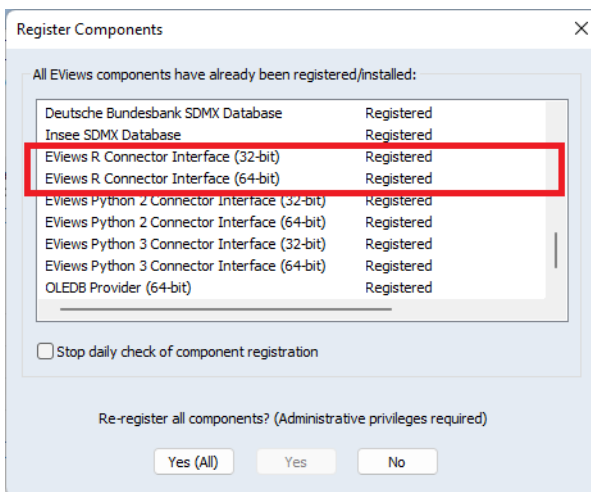 Register Components
All EViews components have already been registered/installed:
Deutsche Bundesbank SDMX Database Registered
Insee SDMX Database Registered
EViews R Connector Interface (32-bit) Registered
EViews R Connector Interface (64-bit) Registered
EViews Python 2 Connector Interface (32-bit) Registered
EViews Python 2 Connector Interface (64-bit) Registered
EViews Python 3 Connector Interface (32-bit) Registered
EViews Python 3 Connector Interface (64-bit) Registered
OLEDB Provider (64-bit) Registered
Stop daily check of component registration
Re-register all components? (Administrative privileges required)
Yes (All) Yes No